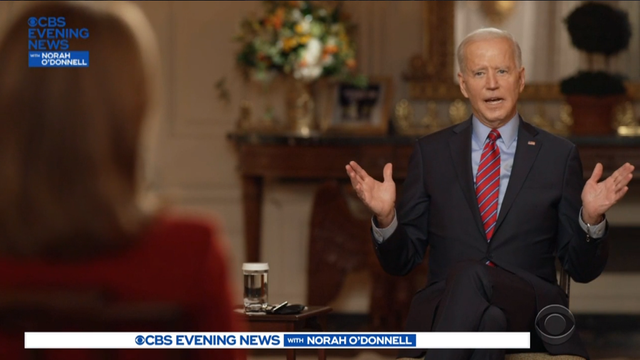 CBS
EVENING
NEWS
WITH NORAH
O'DONNELL
CBS EVENING NEWS WITH NORAH O'DONNELL